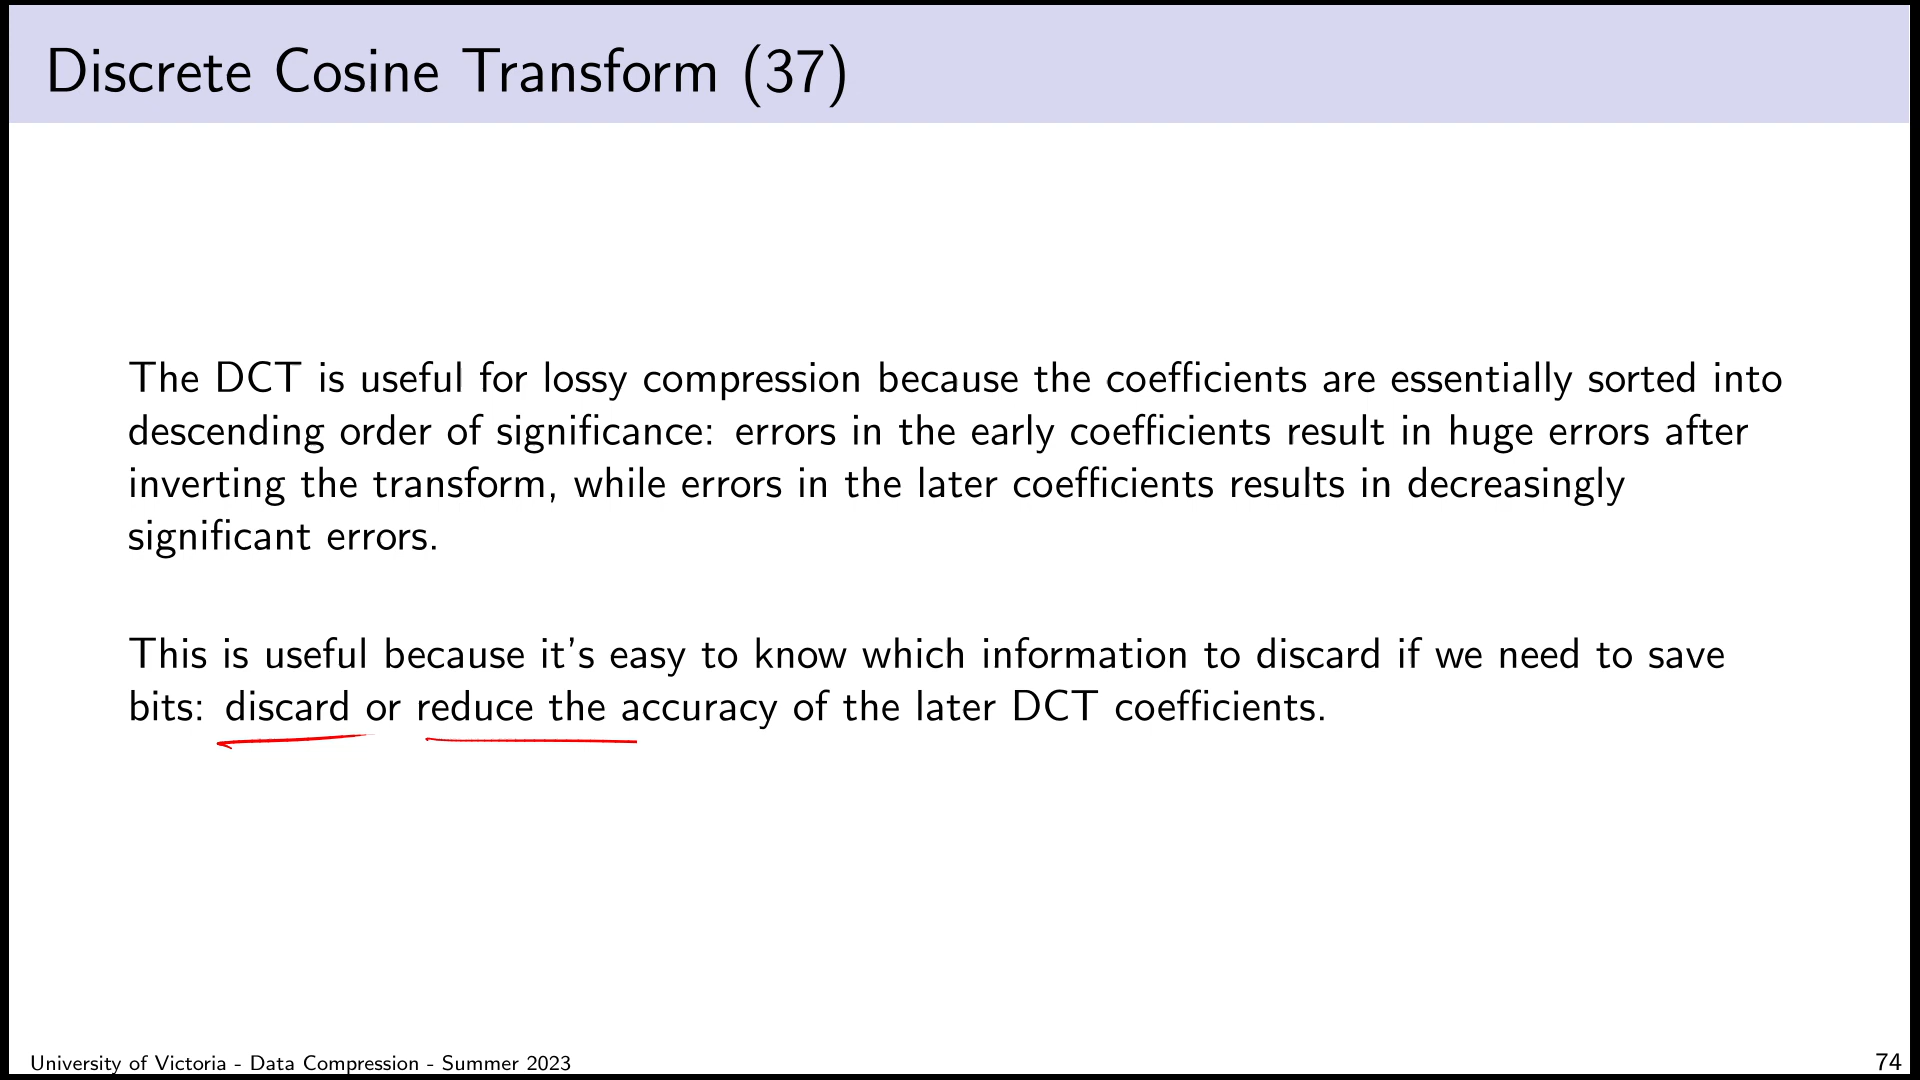 Discrete Cosine Transform (37)
The DCT is useful for lossy compression because the coefficients are essentially sorted into
descending order of significance: errors in the early coefficients result in huge errors after
inverting the transform, while errors in the later coefficients results in decreasingly
significant errors.
This is useful because it's easy to know which information to discard if we need to save
bits: discard or reduce the accuracy of the later DCT coefficients.
University of Victoria - Data Compression - Summer 2023
74